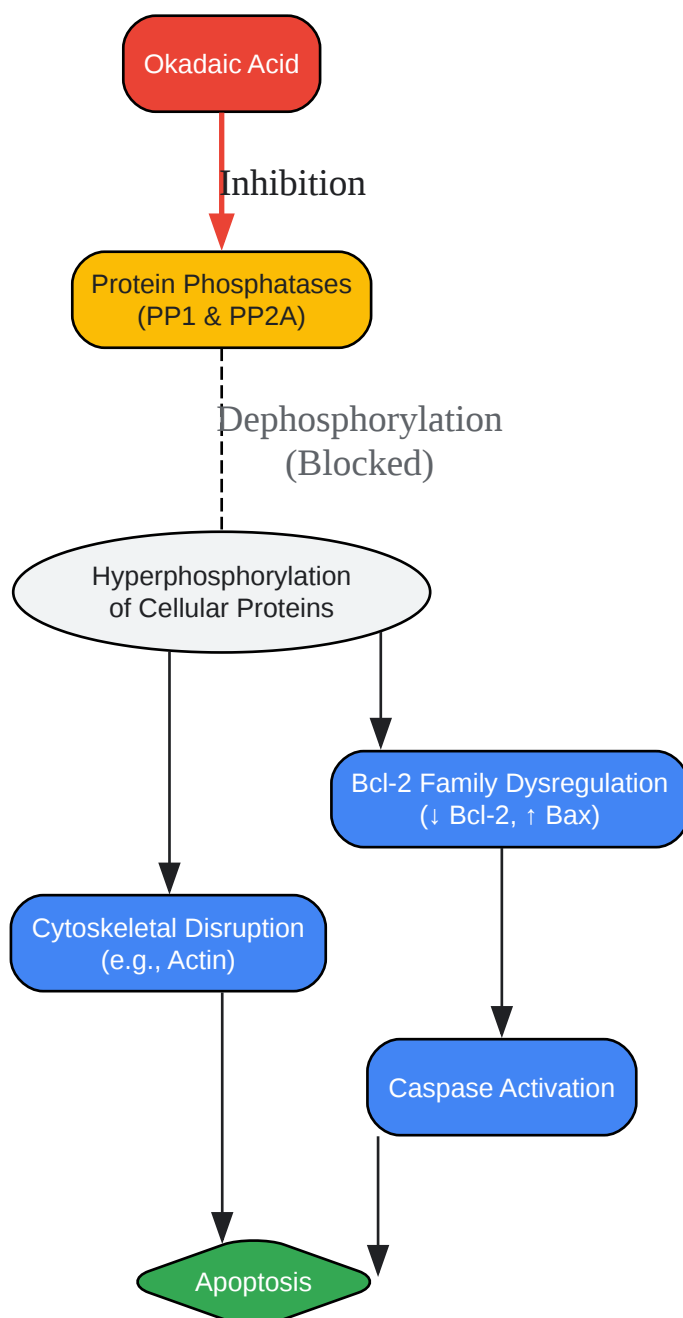 Okadaic Acid
Inhibition
Protein Phosphatases
(PP1 & PP2A)
Dephosphorylation
(Blocked)
Hyperphosphorylation
of Cellular Proteins
Bcl-2 Family Dysregulation
(↓ Bcl-2, ↑ Bax)
Cytoskeletal Disruption
(e.g., Actin)
Caspase Activation
Apoptosis